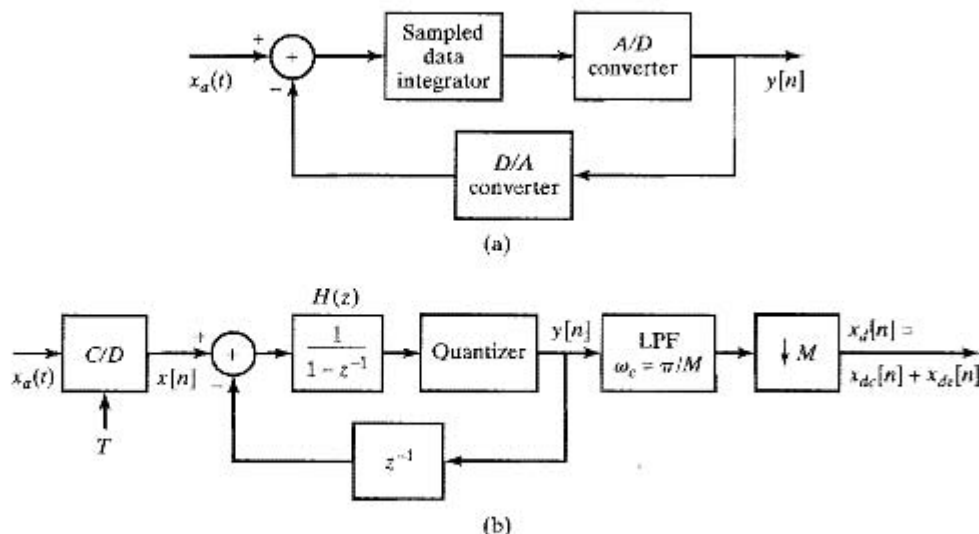 +
+
−
x_a(t)
Sampled
data
integrator
A/D
converter
y[n]
D/A
converter
(a)
H(z)
C/D
x_a(t)
T
x[n]
+
+
−
1
1 − z^{−1}
Quantizer
y[n]
LPF
ω_c = π/M
↓ M
x_d[n] =
x_{dc}[n] + x_{de}[n]
z^{−1}
(b)